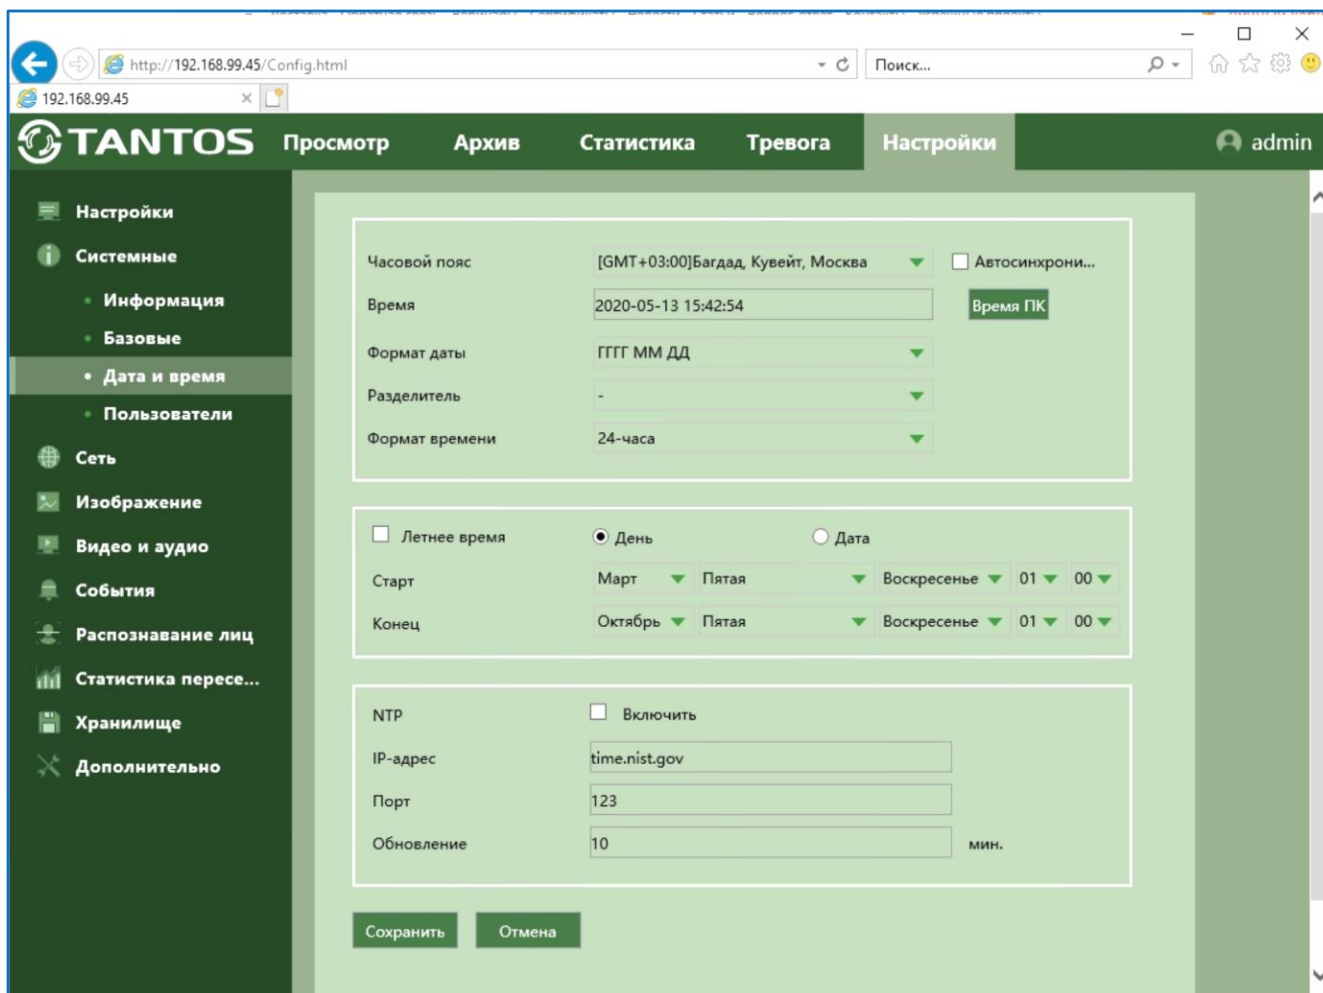 http://192.168.99.45/Config.html
Поиск...
192.168.99.45
TANTOS Просмотр Архив Статистика Тревога Настройки admin
Настройки
Системные
Информация
Базовые
Дата и время
Пользователи
Сеть
Изображение
Видео и аудио
События
Распознавание лиц
Статистика пересе...
Хранилище
Дополнительно
Часовой пояс [GMT+03:00]Багдад, Кувейт, Москва Автосинхрони...
Время 2020-05-13 15:42:54 Время ПК
Формат даты ГГГГ ММ ДД
Разделитель -
Формат времени 24-часа
Летнее время День Дата
Старт Март Пятая Воскресенье 01 00
Конец Октябрь Пятая Воскресенье 01 00
NTP Включить
IP-адрес time.nist.gov
Порт 123
Обновление 10 мин.
Сохранить Отмена